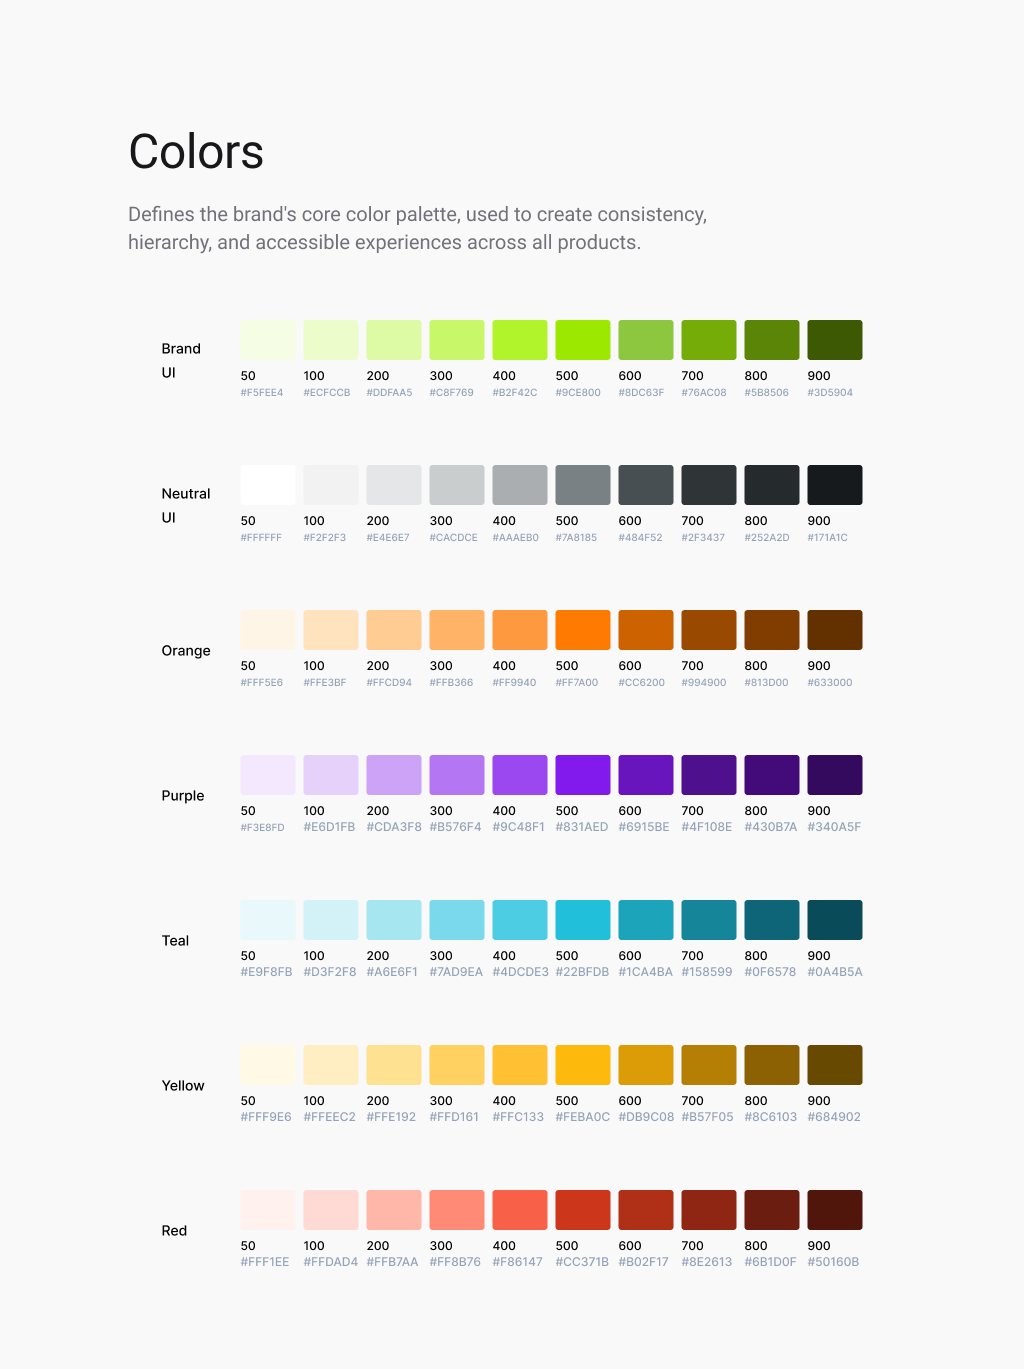 Colors
Defines the brand's core color palette, used to create consistency,
hierarchy, and accessible experiences across all products.
Brand
UI
50 100 200 300 400 500 600 700 800 900
#F5FEE4 #ECFCCB #DDFAA5 #C8F769 #B2F42C #9CE800 #8DC63F #76AC08 #5B8506 #3D5904
Neutral
UI
50 100 200 300 400 500 600 700 800 900
#FFFFFF #F2F2F3 #E4E6E7 #CACDCE #AAAEB0 #7A8185 #484F52 #2F3437 #252A2D #171A1C
Orange
50 100 200 300 400 500 600 700 800 900
#FFF5E6 #FFE3BF #FFCD94 #FFB366 #FF9940 #FF7A00 #CC6200 #994900 #813D00 #633000
Purple
50 100 200 300 400 500 600 700 800 900
#F3E8FD #E6D1FB #CDA3F8 #B576F4 #9C48F1 #831AED #6915BE #4F108E #430B7A #340A5F
Teal
50 100 200 300 400 500 600 700 800 900
#E9F8FB #D3F2F8 #A6E6F1 #7AD9EA #4DCDE3 #22BFDB #1CA4BA #158599 #0F6578 #0A4B5A
Yellow
50 100 200 300 400 500 600 700 800 900
#FFF9E6 #FFEEC2 #FFE192 #FFD161 #FFC133 #FEBA0C #DB9C08 #B57F05 #8C6103 #684902
Red
50 100 200 300 400 500 600 700 800 900
#FFF1EE #FFDAD4 #FFB7AA #FF8B76 #F86147 #CC371B #B02F17 #8E2613 #6B1D0F #50160B